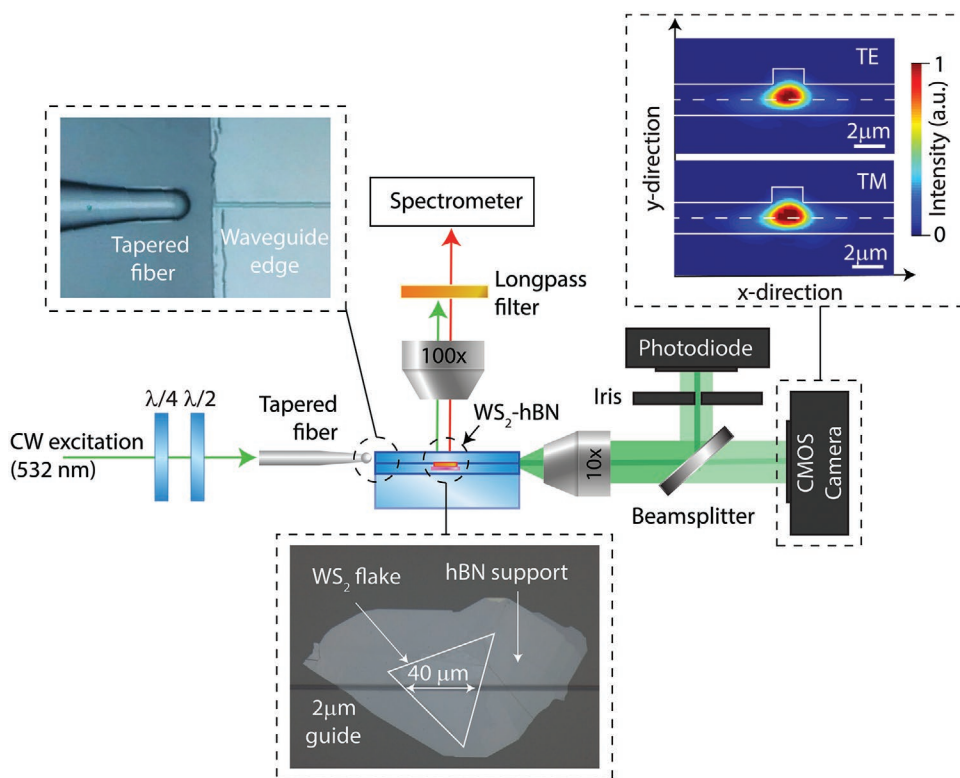 TE
1
TM
0
Intensity (a.u.)
2μm
2μm
y-direction
x-direction
Tapered
fiber
Waveguide
edge
Spectrometer
Longpass
filter
100x
WS₂-hBN
λ/4
λ/2
Tapered
fiber
CW excitation
(532 nm)
Photodiode
Iris
10x
Beamsplitter
CMOS
Camera
WS₂ flake
hBN support
40 μm
2μm
guide